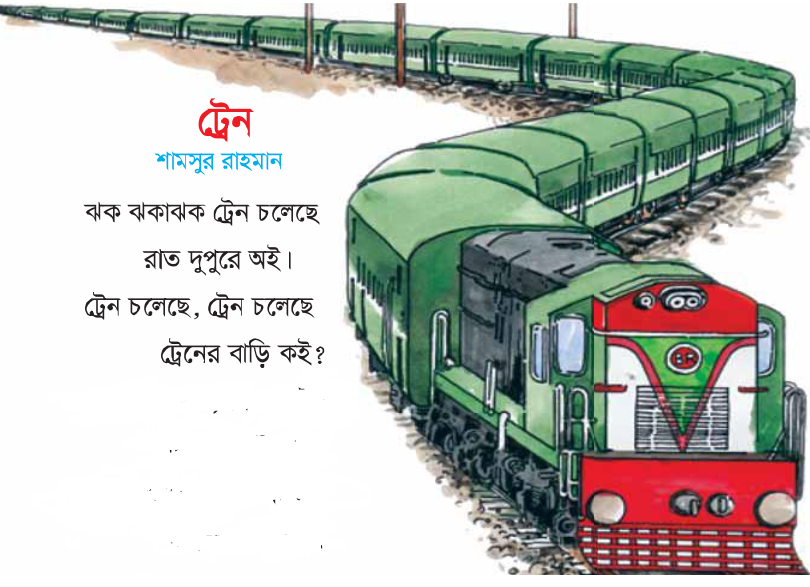 ট্রেন
শামসুর রাহমান
ঝক ঝকাঝক ট্রেন চলেছে
রাত দুপুরে অই।
ট্রেন চলেছে, ট্রেন চলেছে
ট্রেনের বাড়ি কই?